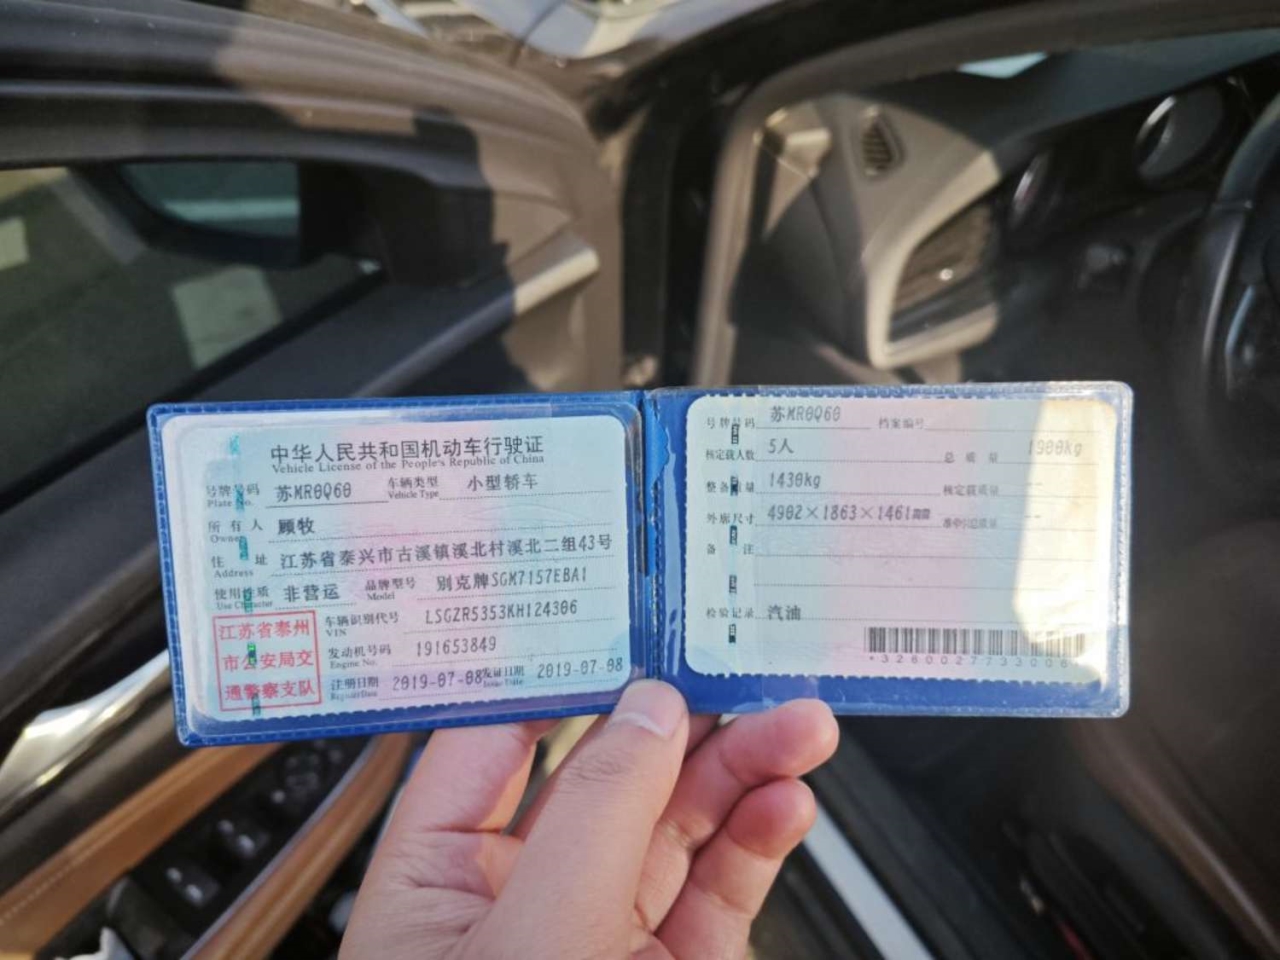 中华人民共和国机动车行驶证
Vehicle License of the People's Republic of China
号牌号码 苏MR0Q60 车辆类型 小型轿车
Plate No. Vehicle Type
所有人 顾牧
Owner
住址 江苏省泰兴市古溪镇溪北村溪北二组43号
Address
使用性质 非营运 品牌型号 别克牌SGM7157EBA1
Use Character Model
江苏省泰州
市公安局交
通警察支队
车辆识别代号 LSGZR5353KH124306
VIN
发动机号码 191653849
Engine No.
注册日期 2019-07-08 发证日期 2019-07-08
Register Date Issue Date
号牌号码 苏MR0Q60 档案编号
核定载人数 5人 总质量 1900kg
整备质量 1430kg 核定载质量 --
外廓尺寸 4902×1863×1461 --
备注
检验记录 汽油